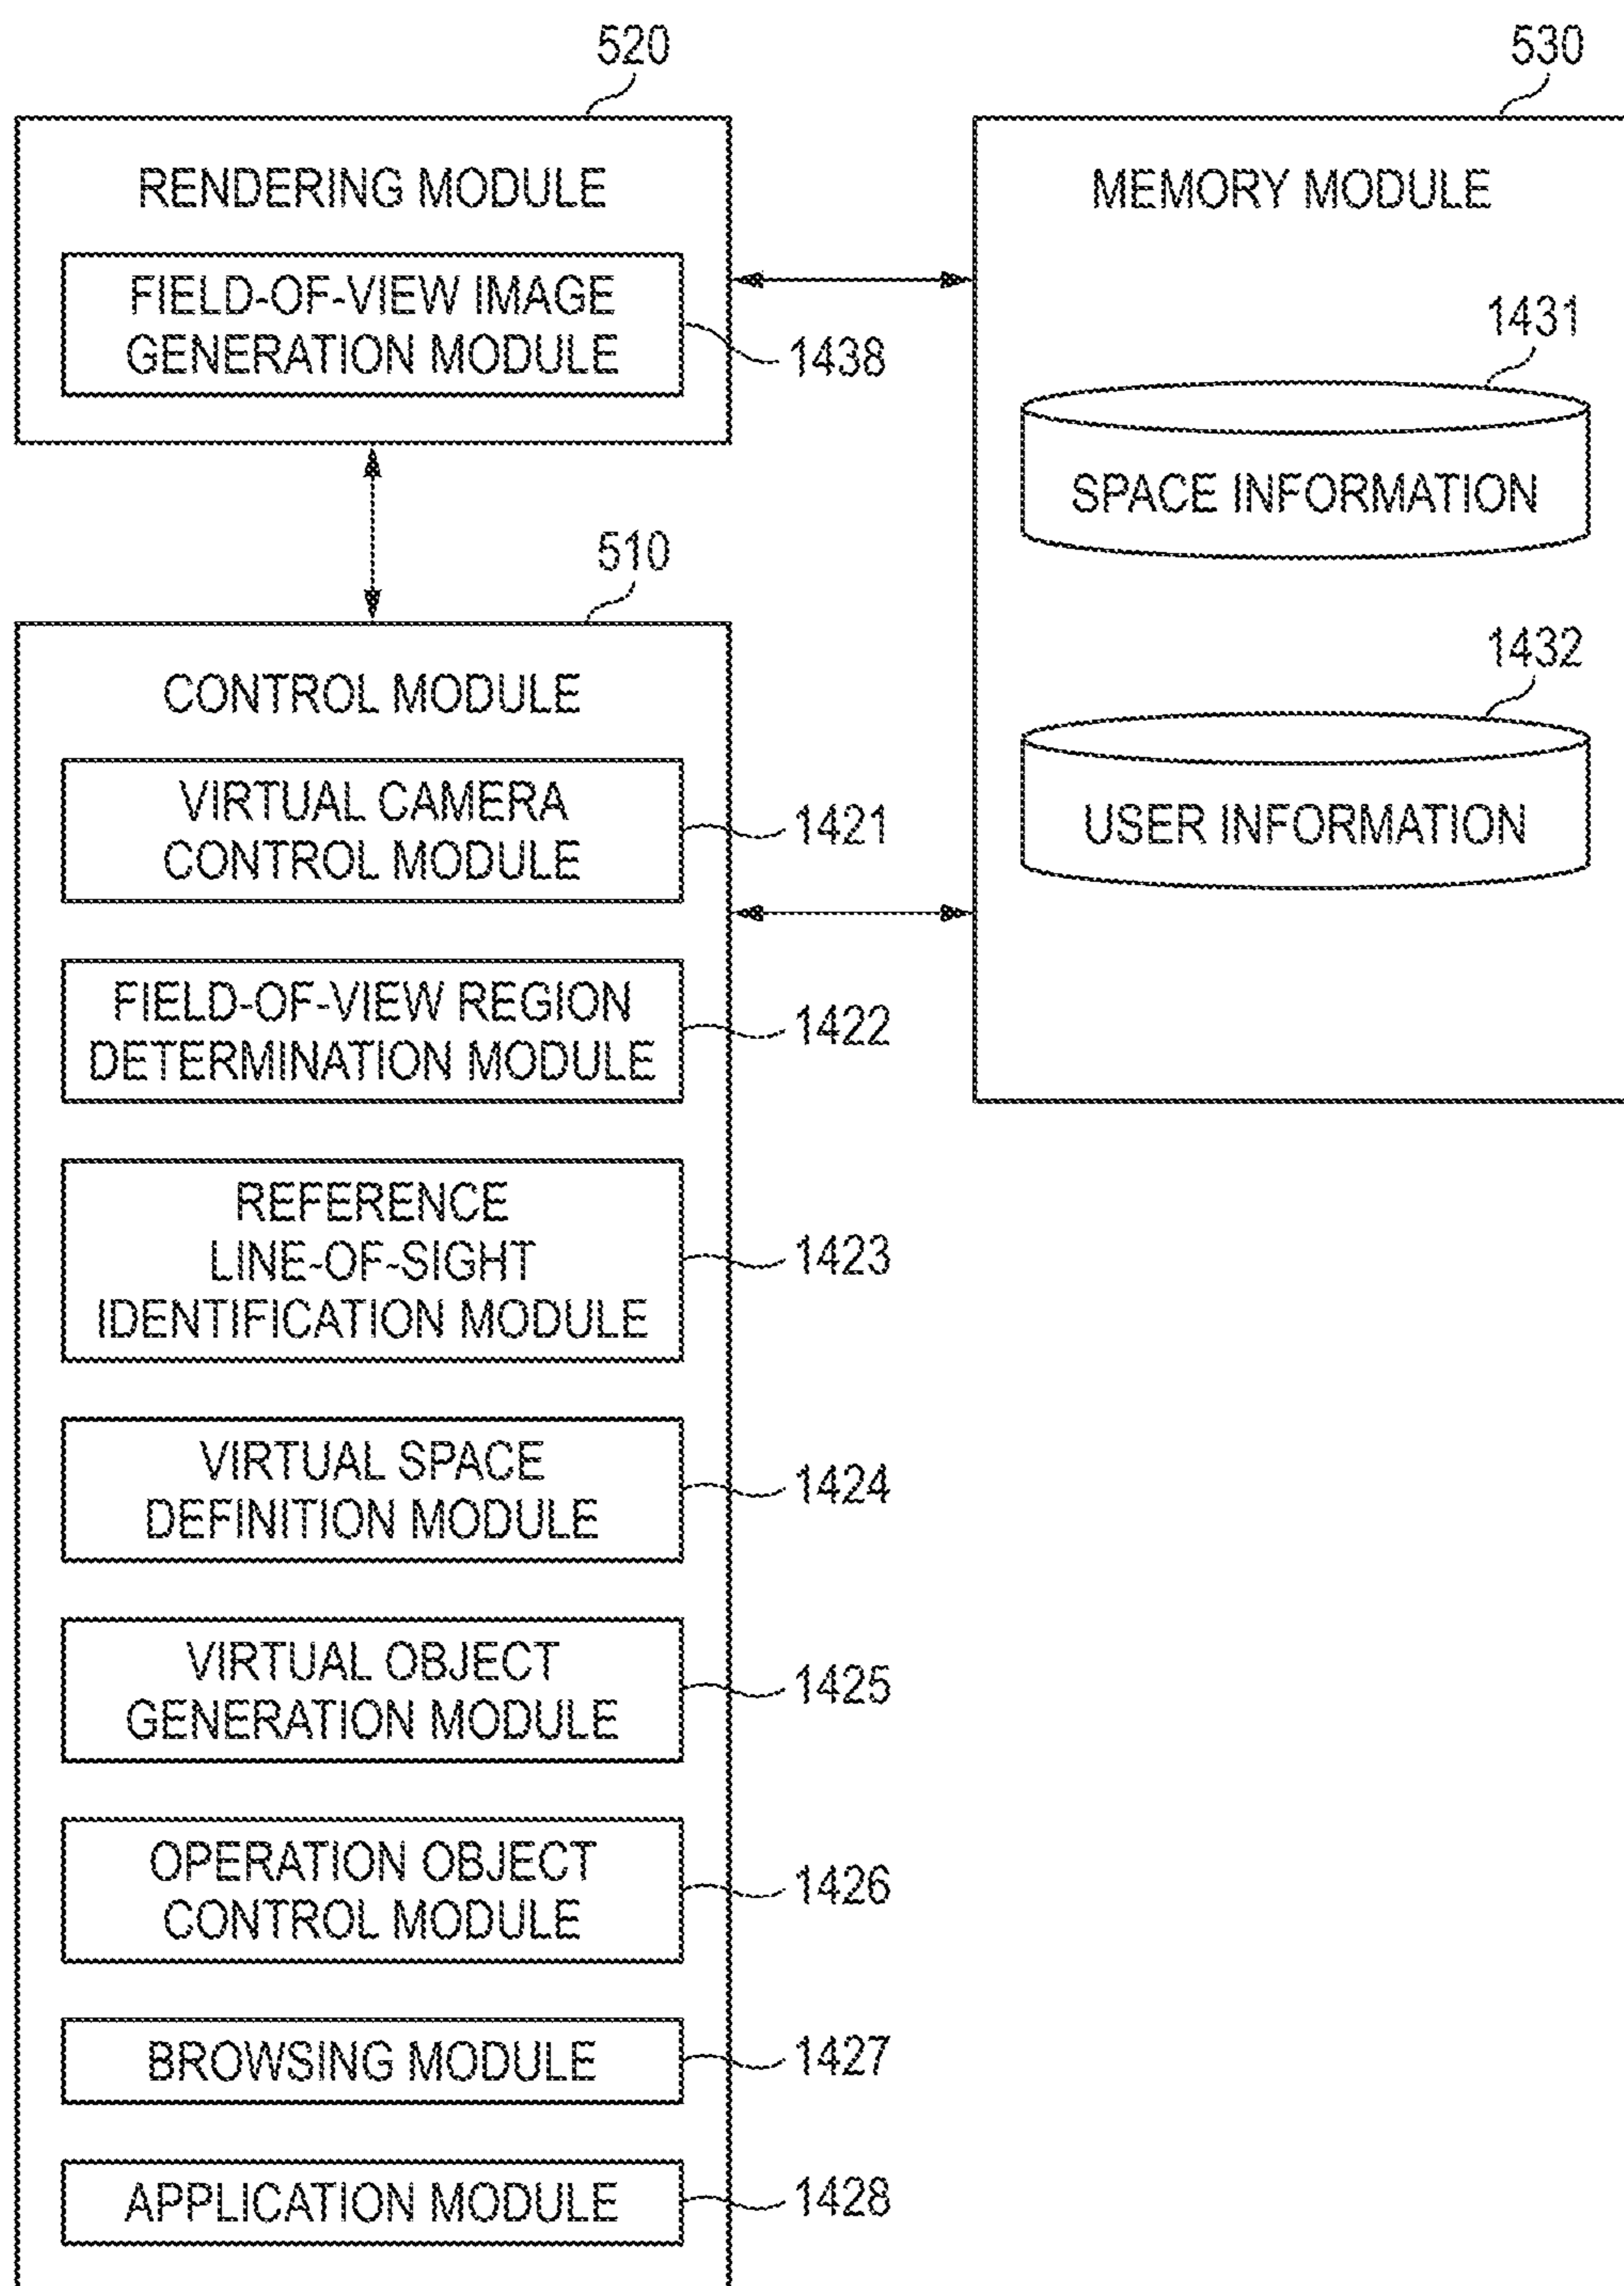 520
RENDERING MODULE
FIELD-OF-VIEW IMAGE
GENERATION MODULE
1438
530
MEMORY MODULE
1431
SPACE INFORMATION
1432
USER INFORMATION
510
CONTROL MODULE
VIRTUAL CAMERA
CONTROL MODULE
1421
FIELD-OF-VIEW REGION
DETERMINATION MODULE
1422
REFERENCE
LINE-OF-SIGHT
IDENTIFICATION MODULE
1423
VIRTUAL SPACE
DEFINITION MODULE
1424
VIRTUAL OBJECT
GENERATION MODULE
1425
OPERATION OBJECT
CONTROL MODULE
1426
BROWSING MODULE
1427
APPLICATION MODULE
1428